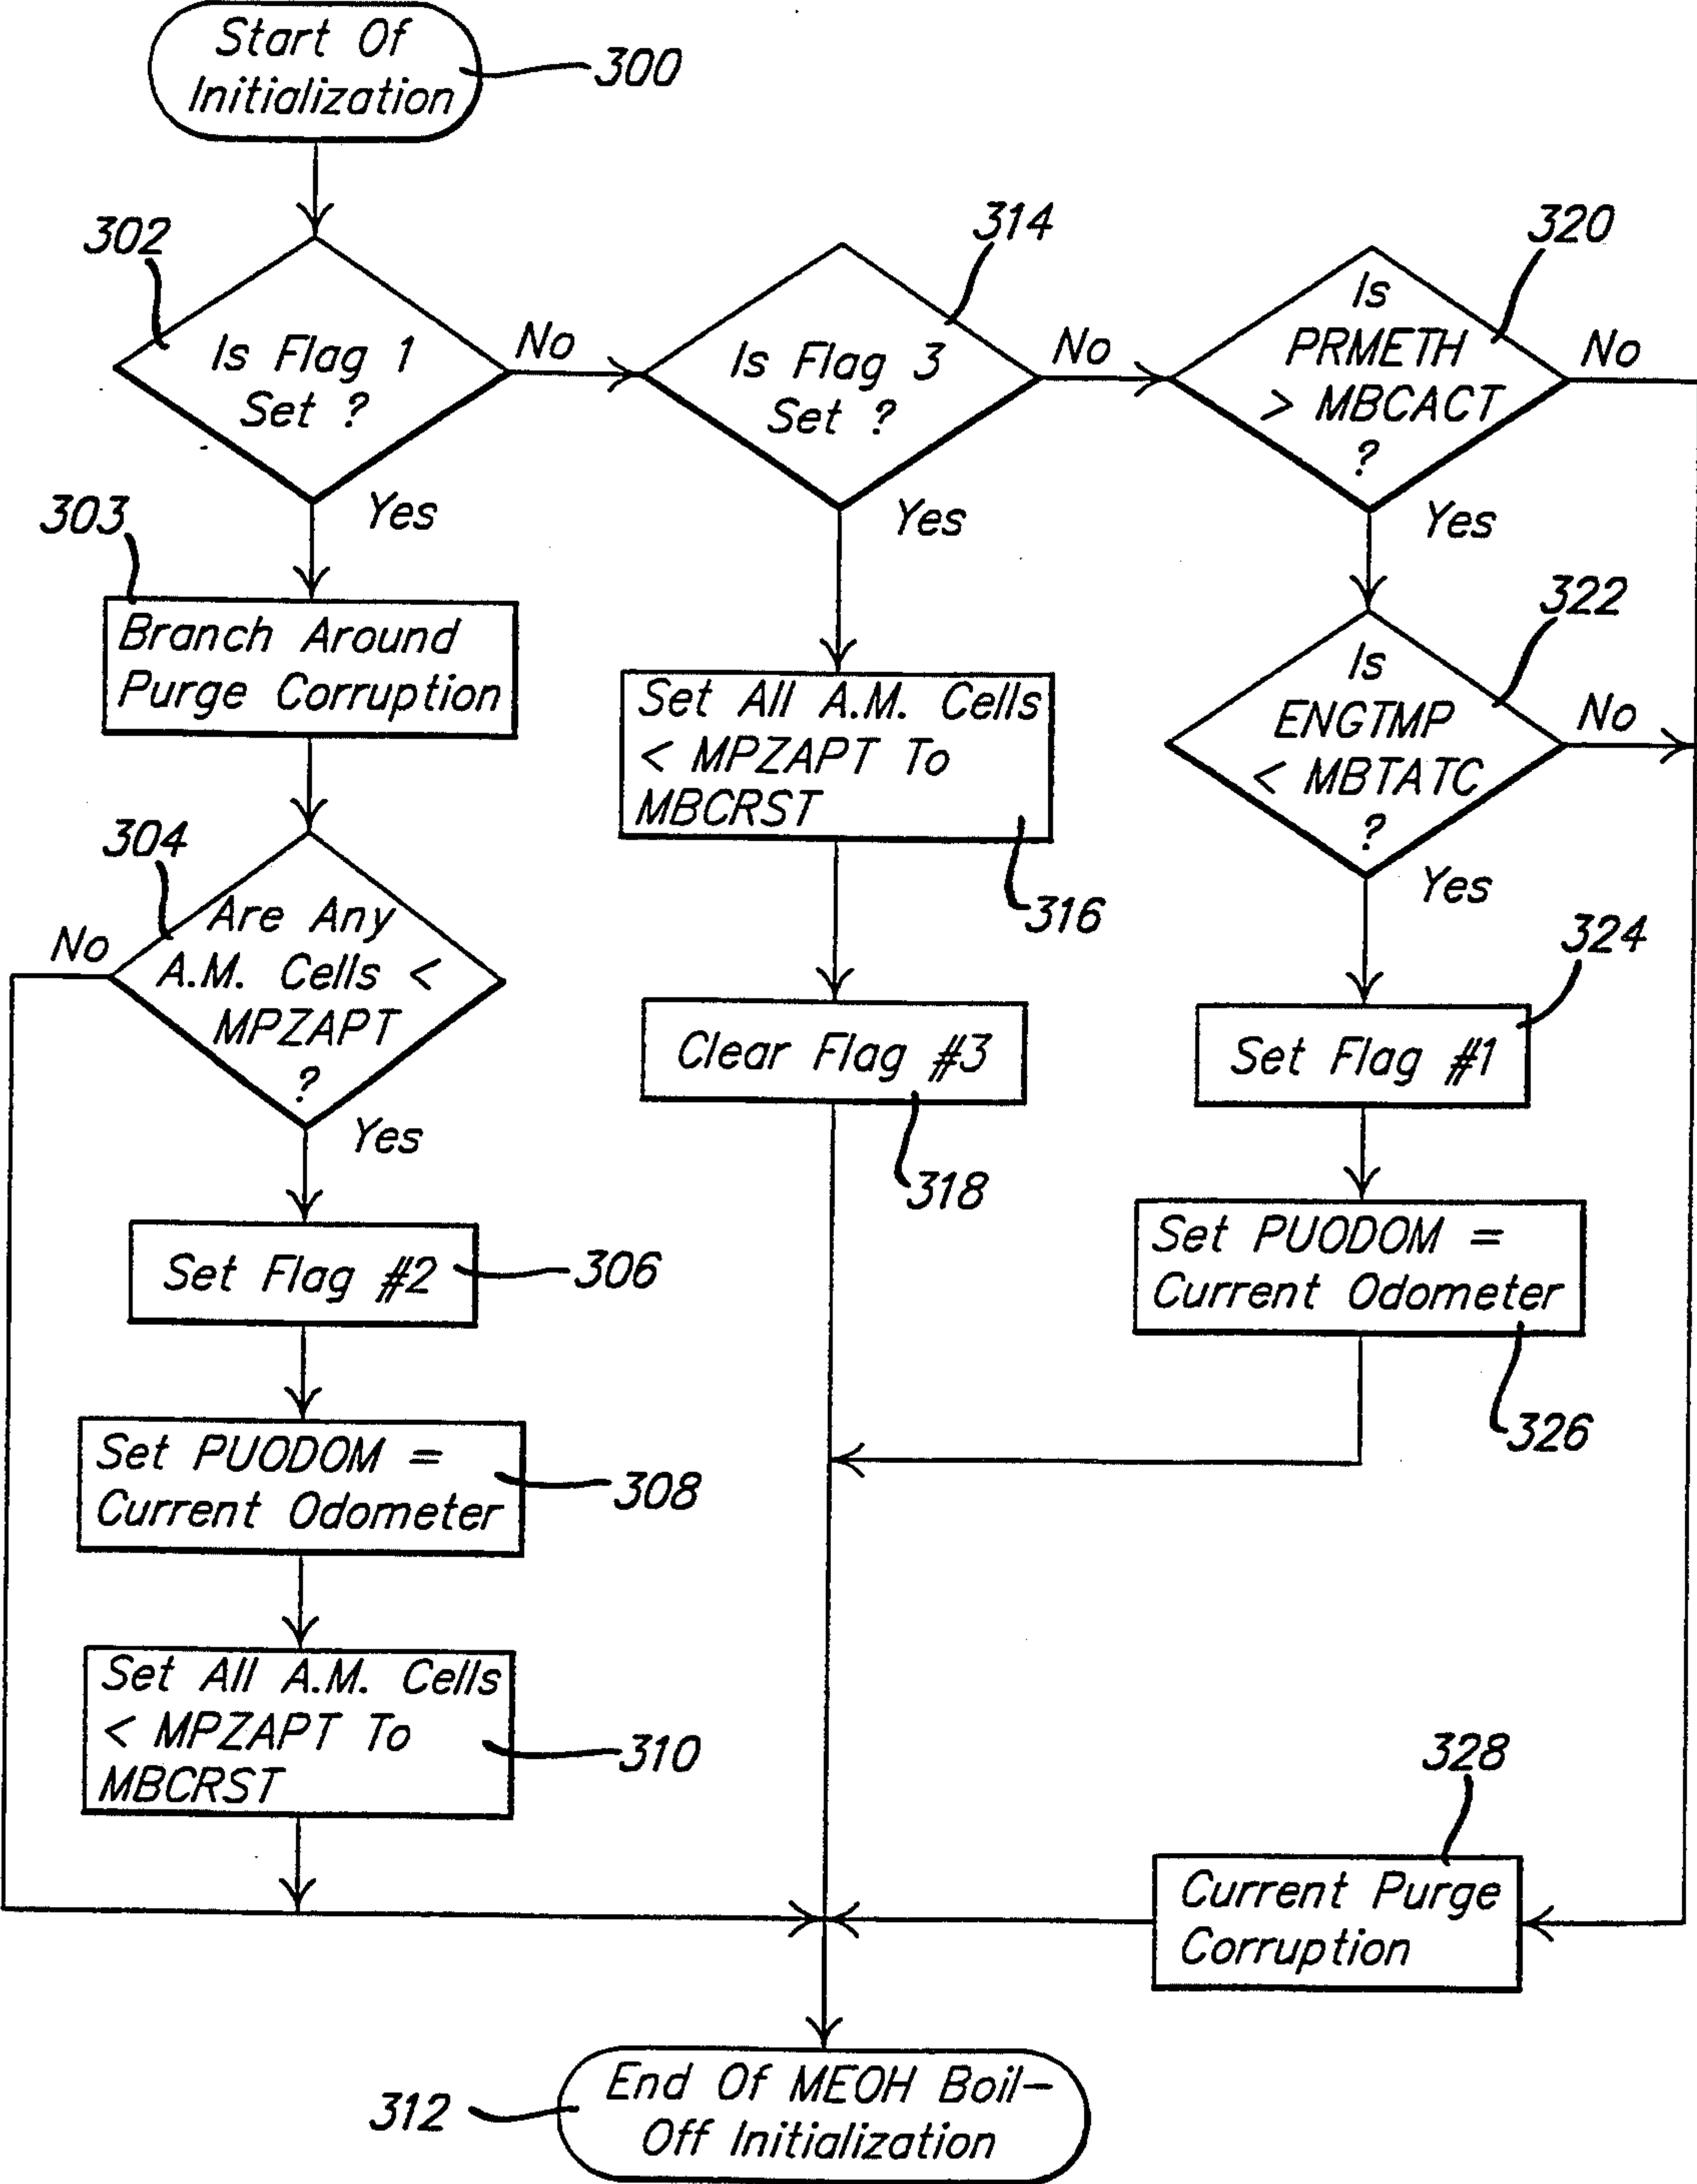 Start Of
Initialization
300
302
Is Flag 1
Set ?
No
Yes
314
Is Flag 3
Set ?
No
Yes
320
Is
PRMETH
> MBCACT
?
No
Yes
303
Branch Around
Purge Corruption
304
Are Any
A.M. Cells <
MPZAPT
?
No
Yes
Set Flag #2
306
Set PUODOM =
Current Odometer
308
Set All A.M. Cells
< MPZAPT To
MBCRST
310
Set All A.M. Cells
< MPZAPT To
MBCRST
316
Clear Flag #3
318
322
Is
ENGTMP
< MBTATC
?
No
Yes
324
Set Flag #1
Set PUODOM =
Current Odometer
326
328
Current Purge
Corruption
312
End Of MEOH Boil-
Off Initialization